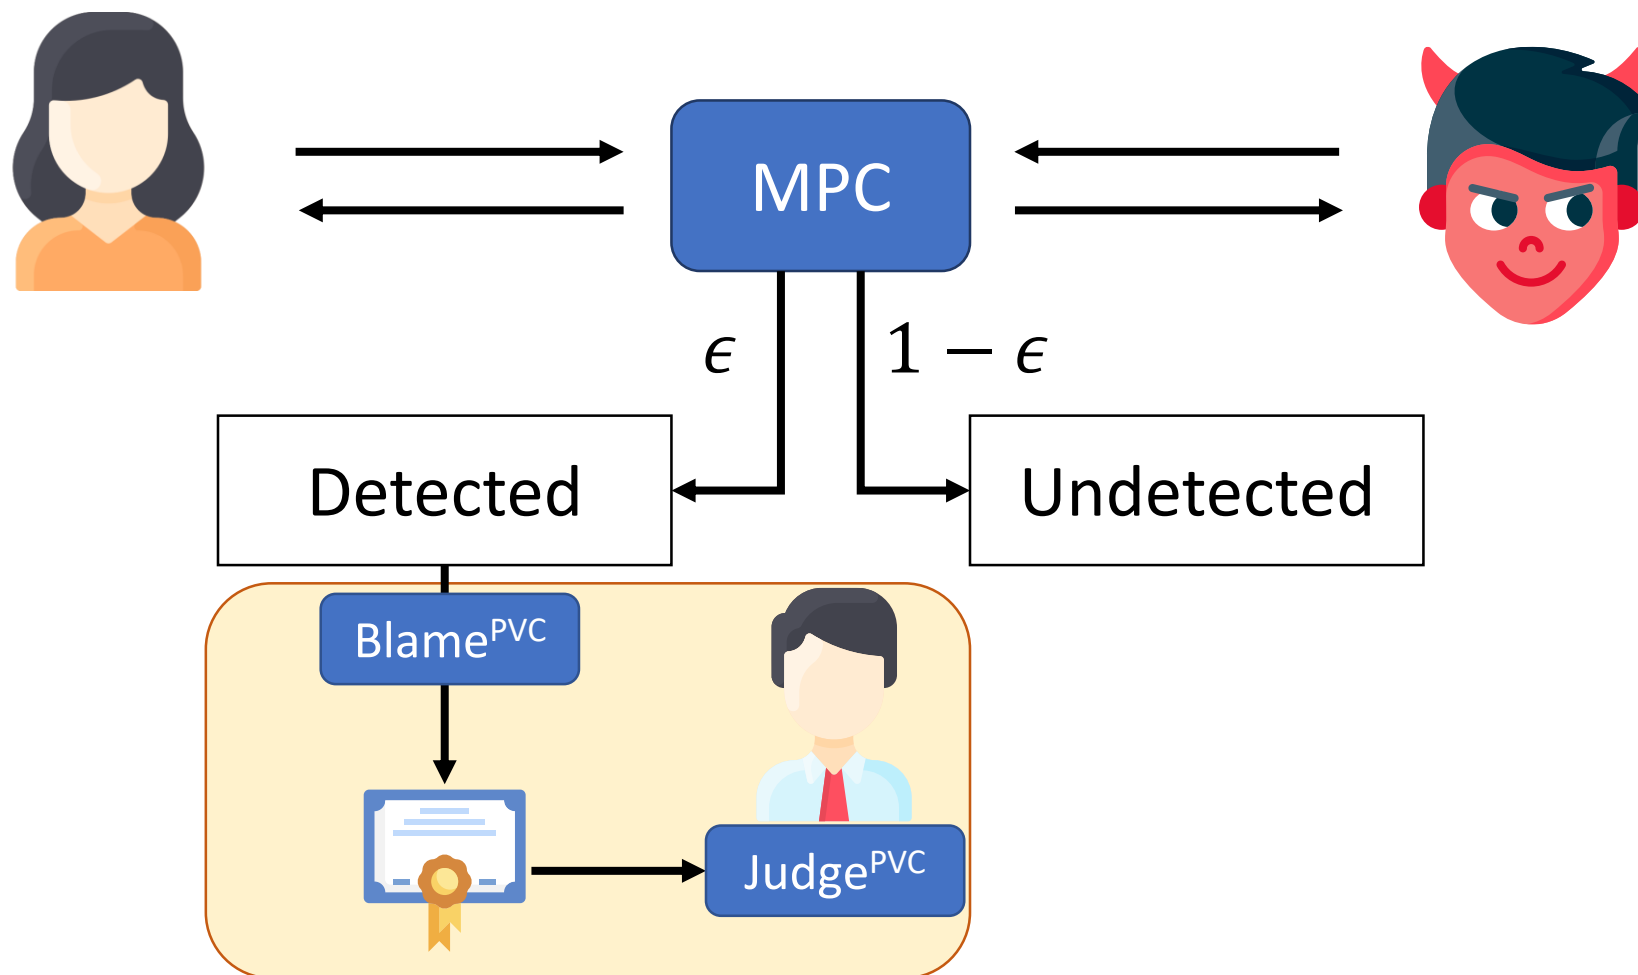 MPC
ϵ
1 − ϵ
Detected
Undetected
Blame^PVC
Judge^PVC